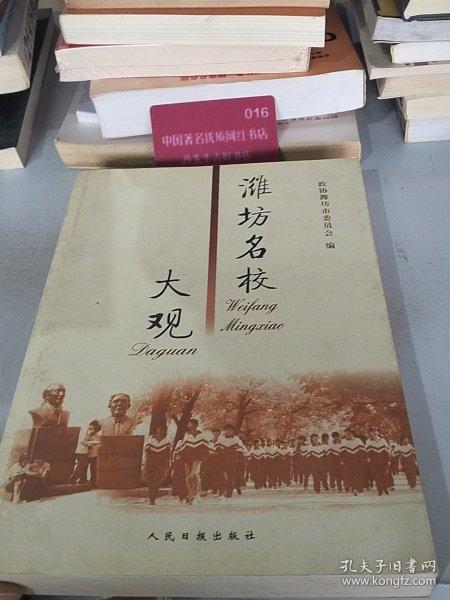 016
中国著名优质网红书店
潍坊名校
大观
Weifang
Mingxiao
Daguan
政协潍坊市委员会 编
人民日报出版社
孔夫子旧书网
www.kongfz.com